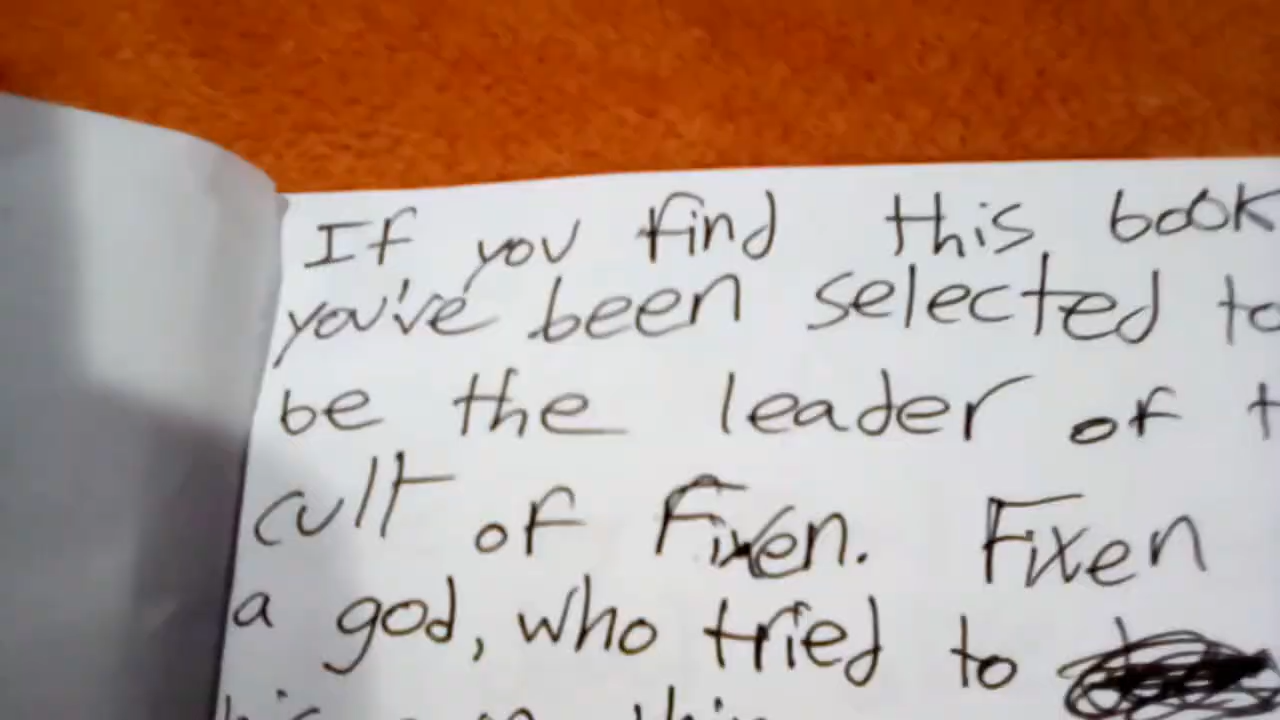 If you find this book
you've been selected to
be the leader of
cult of Fixen. Fixen
a god, who tried to